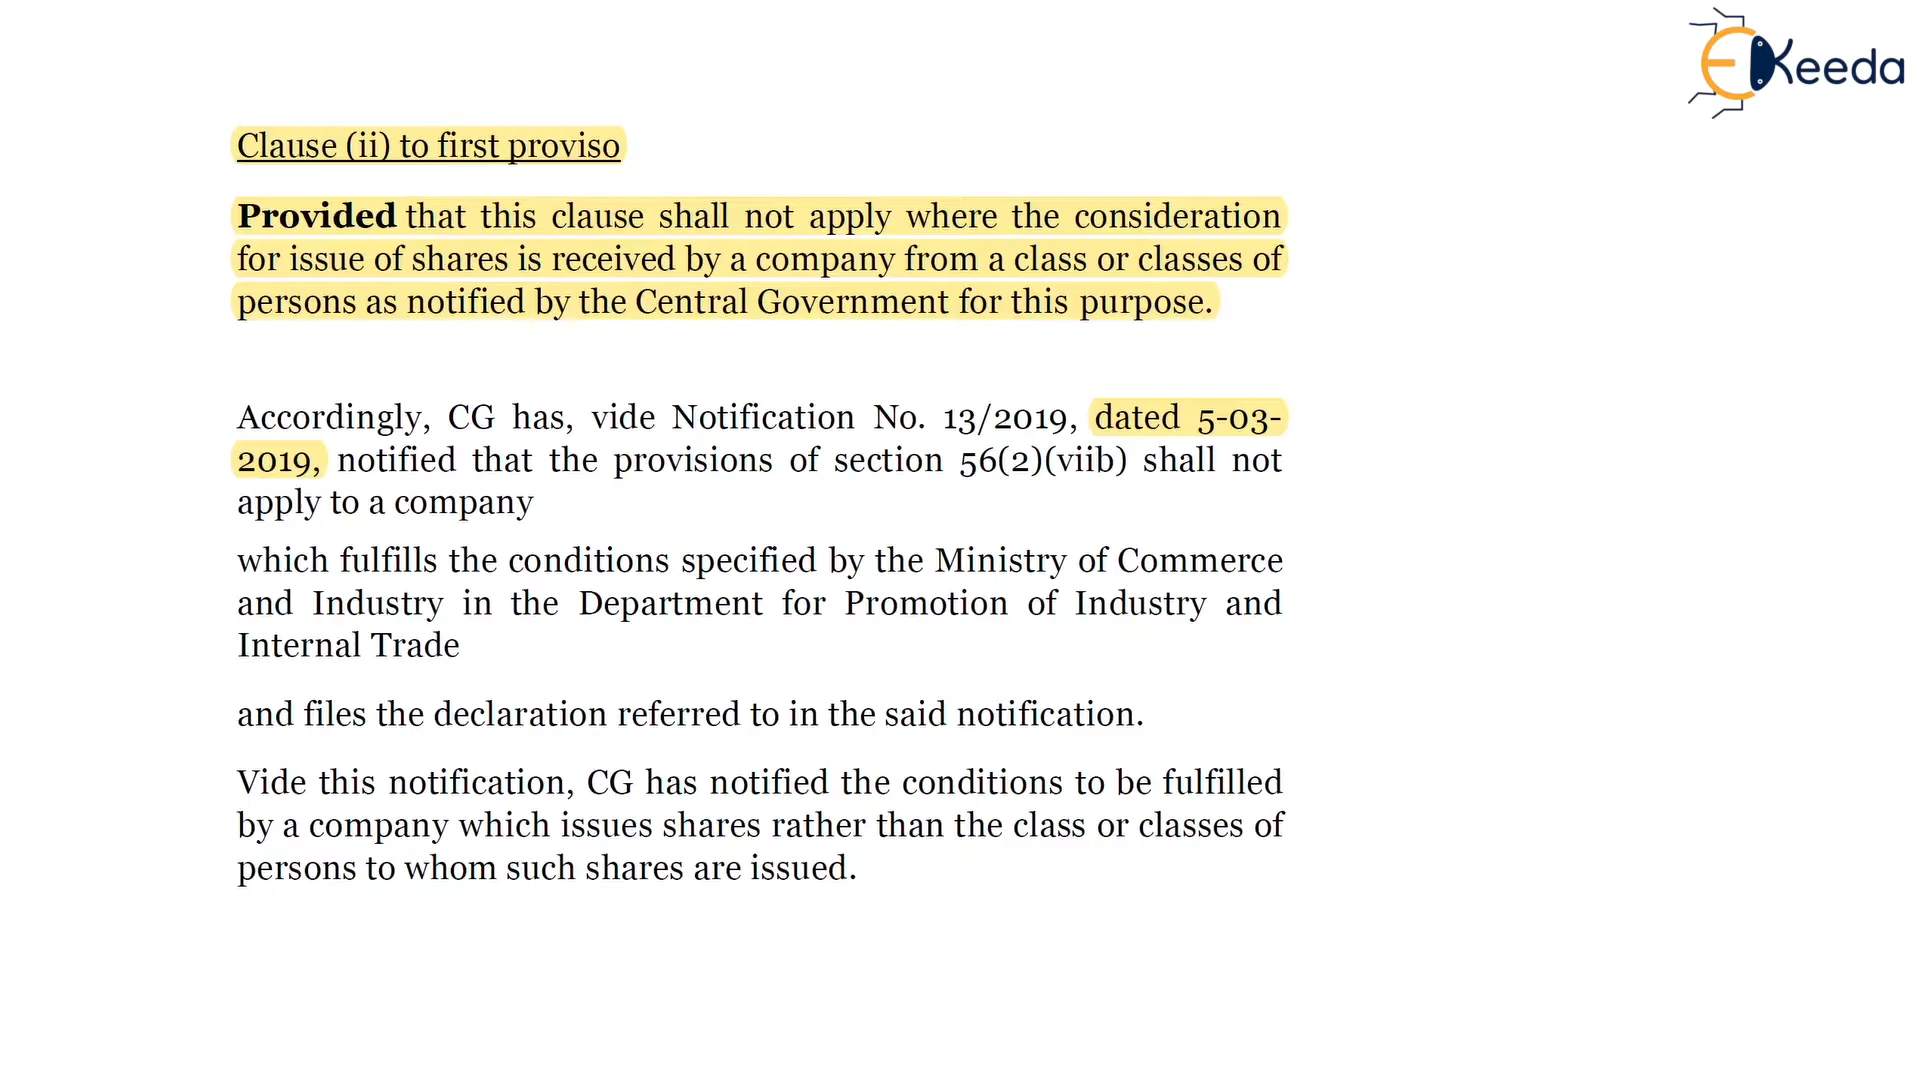 EKeeda
Clause (ii) to first proviso
Provided that this clause shall not apply where the consideration
for issue of shares is received by a company from a class or classes of
persons as notified by the Central Government for this purpose.
Accordingly, CG has, vide Notification No. 13/2019, dated 5-03-
2019, notified that the provisions of section 56(2)(viib) shall not
apply to a company
which fulfills the conditions specified by the Ministry of Commerce
and Industry in the Department for Promotion of Industry and
Internal Trade
and files the declaration referred to in the said notification.
Vide this notification, CG has notified the conditions to be fulfilled
by a company which issues shares rather than the class or classes of
persons to whom such shares are issued.